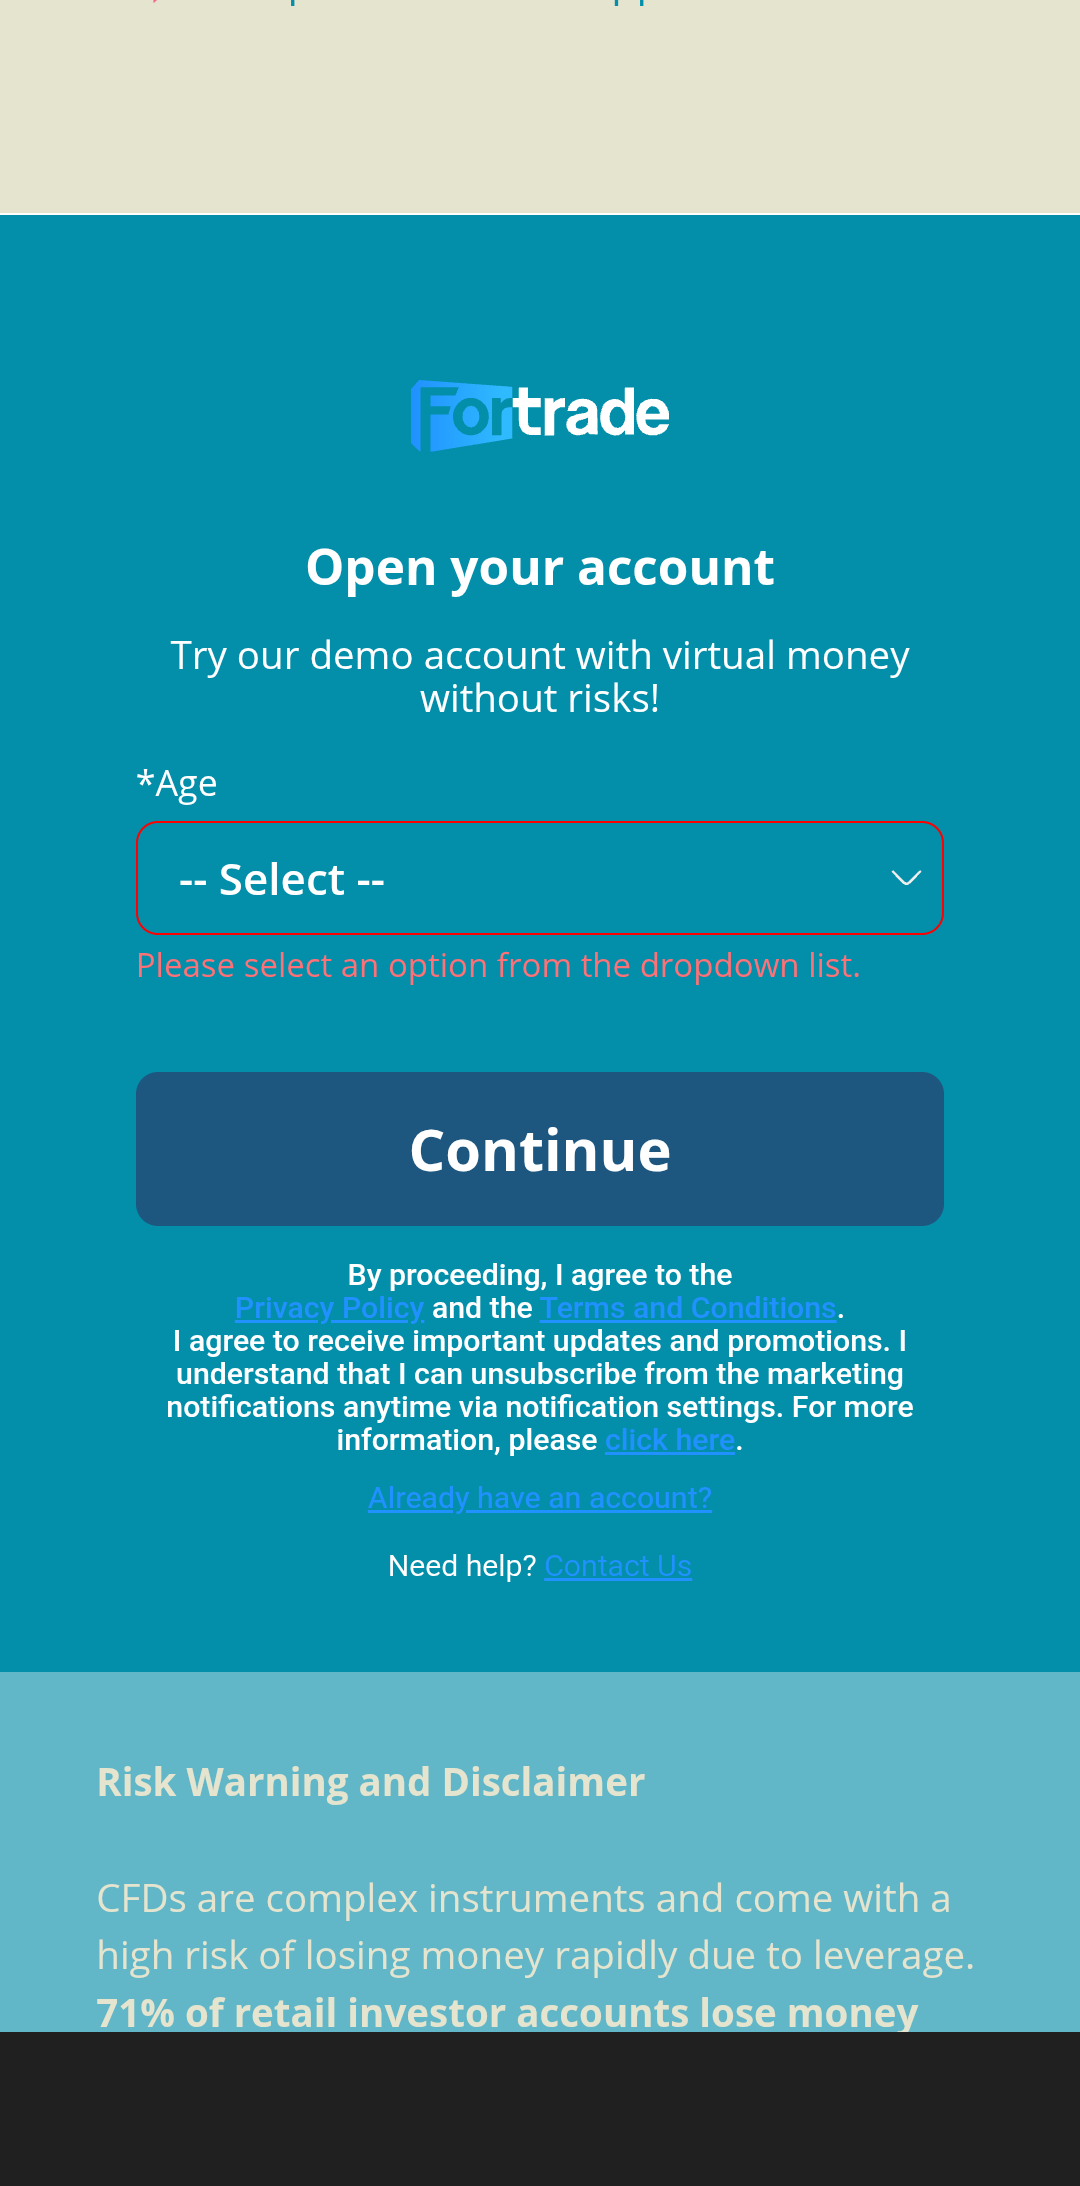 Fortrade
Open your account
Try our demo account with virtual money
without risks!
*Age
-- Select --
Please select an option from the dropdown list.
Continue
By proceeding, I agree to the
Privacy Policy and the Terms and Conditions.
I agree to receive important updates and promotions. I
understand that I can unsubscribe from the marketing
notifications anytime via notification settings. For more
information, please click here.
Already have an account?
Need help? Contact Us
Risk Warning and Disclaimer
CFDs are complex instruments and come with a
high risk of losing money rapidly due to leverage.
71% of retail investor accounts lose money